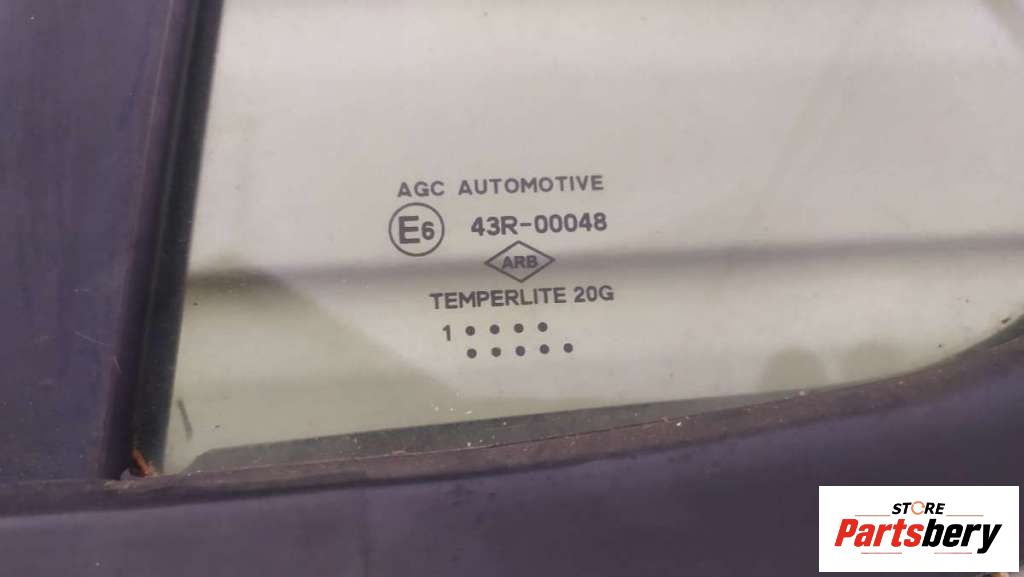 AGC AUTOMOTIVE
E6 43R-00048
ARB
TEMPERLITE 20G
1 • • • •
• • • • •
STORE
Partsbery